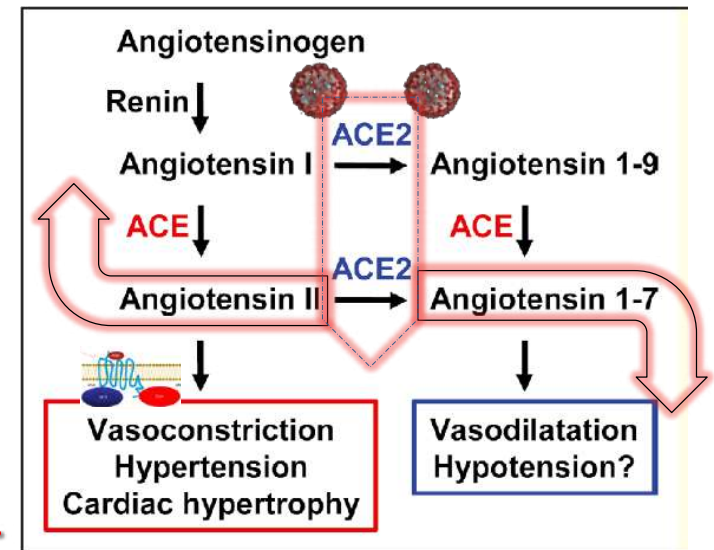 Angiotensinogen
Renin
ACE2
Angiotensin I
Angiotensin 1-9
ACE
ACE
ACE2
Angiotensin II
Angiotensin 1-7
Vasoconstriction
Hypertension
Cardiac hypertrophy
Vasodilatation
Hypotension?